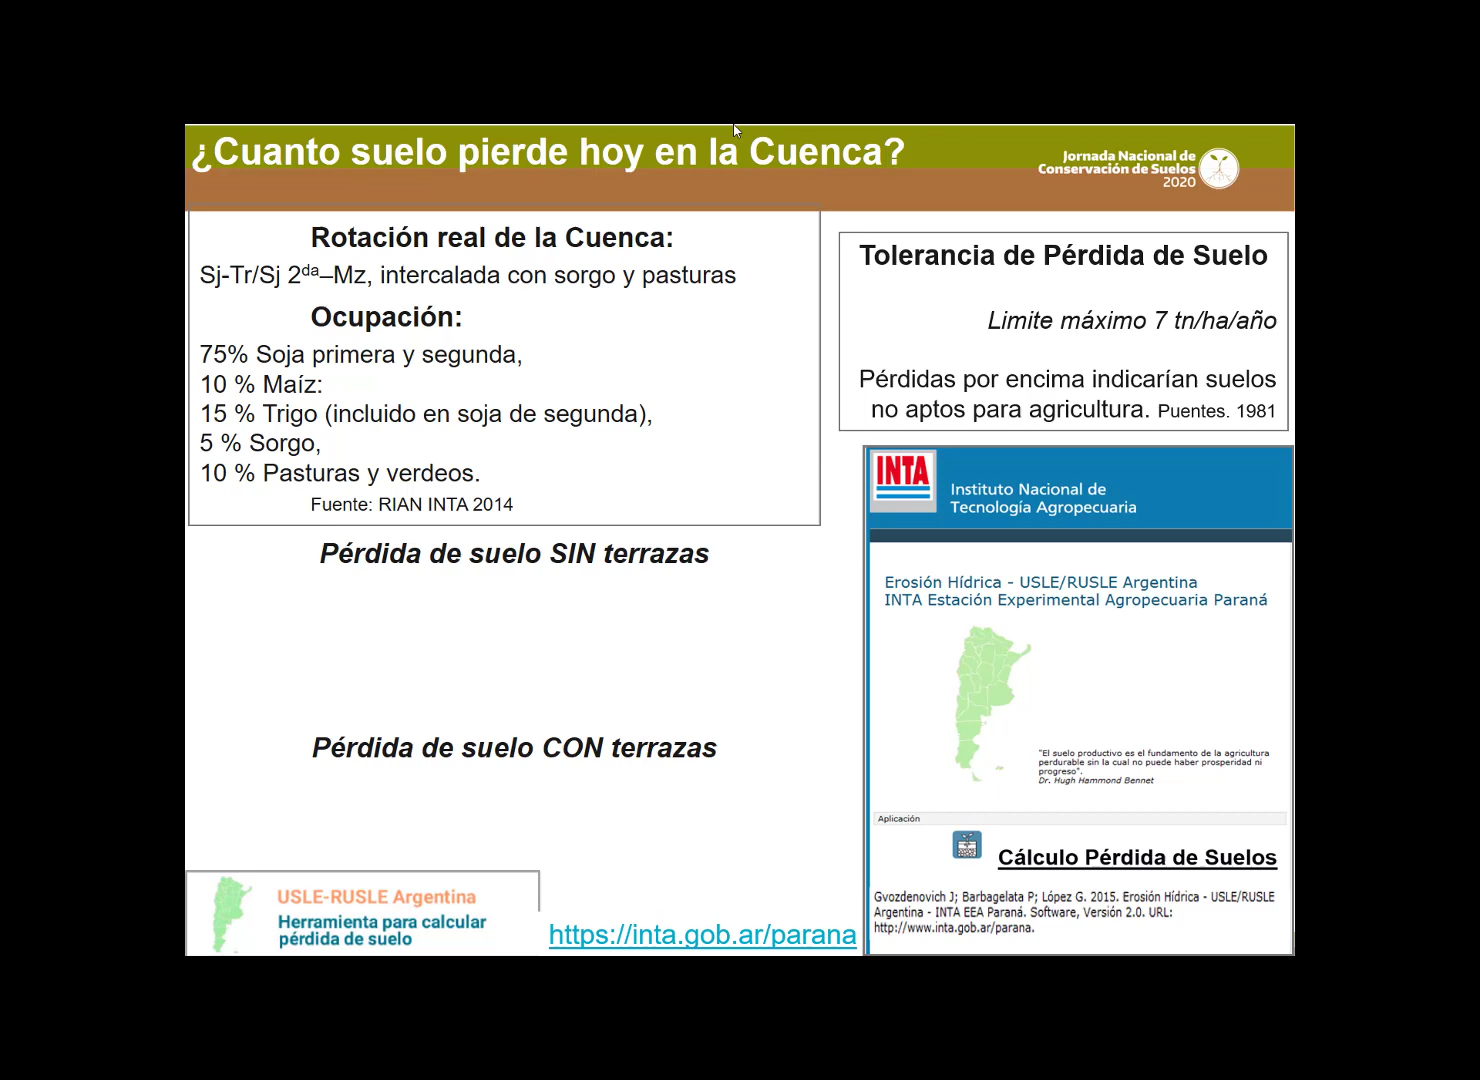 ¿Cuanto suelo pierde hoy en la Cuenca?
Jornada Nacional de
Conservación de Suelos
2020
Rotación real de la Cuenca:
Sj-Tr/Sj 2da–Mz, intercalada con sorgo y pasturas
Ocupación:
75% Soja primera y segunda,
10 % Maíz:
15 % Trigo (incluido en soja de segunda),
5 % Sorgo,
10 % Pasturas y verdeos.
Fuente: RIAN INTA 2014
Pérdida de suelo SIN terrazas
Pérdida de suelo CON terrazas
USLE-RUSLE Argentina
Herramienta para calcular
pérdida de suelo
https://inta.gob.ar/parana
Tolerancia de Pérdida de Suelo
Limite máximo 7 tn/ha/año
Pérdidas por encima indicarían suelos
no aptos para agricultura. Puentes. 1981
INTA
Instituto Nacional de
Tecnología Agropecuaria
Erosión Hídrica - USLE/RUSLE Argentina
INTA Estación Experimental Agropecuaria Paraná
"El suelo productivo es el fundamento de la agricultura
perdurable sin la cual no puede haber prosperidad ni
progreso".
Dr. Hugh Hammond Bennet
Aplicación
Cálculo Pérdida de Suelos
Gvozdenovich J; Barbagelata P; López G. 2015. Erosión Hídrica - USLE/RUSLE
Argentina - INTA EEA Paraná. Software, Versión 2.0. URL:
http://www.inta.gob.ar/parana.